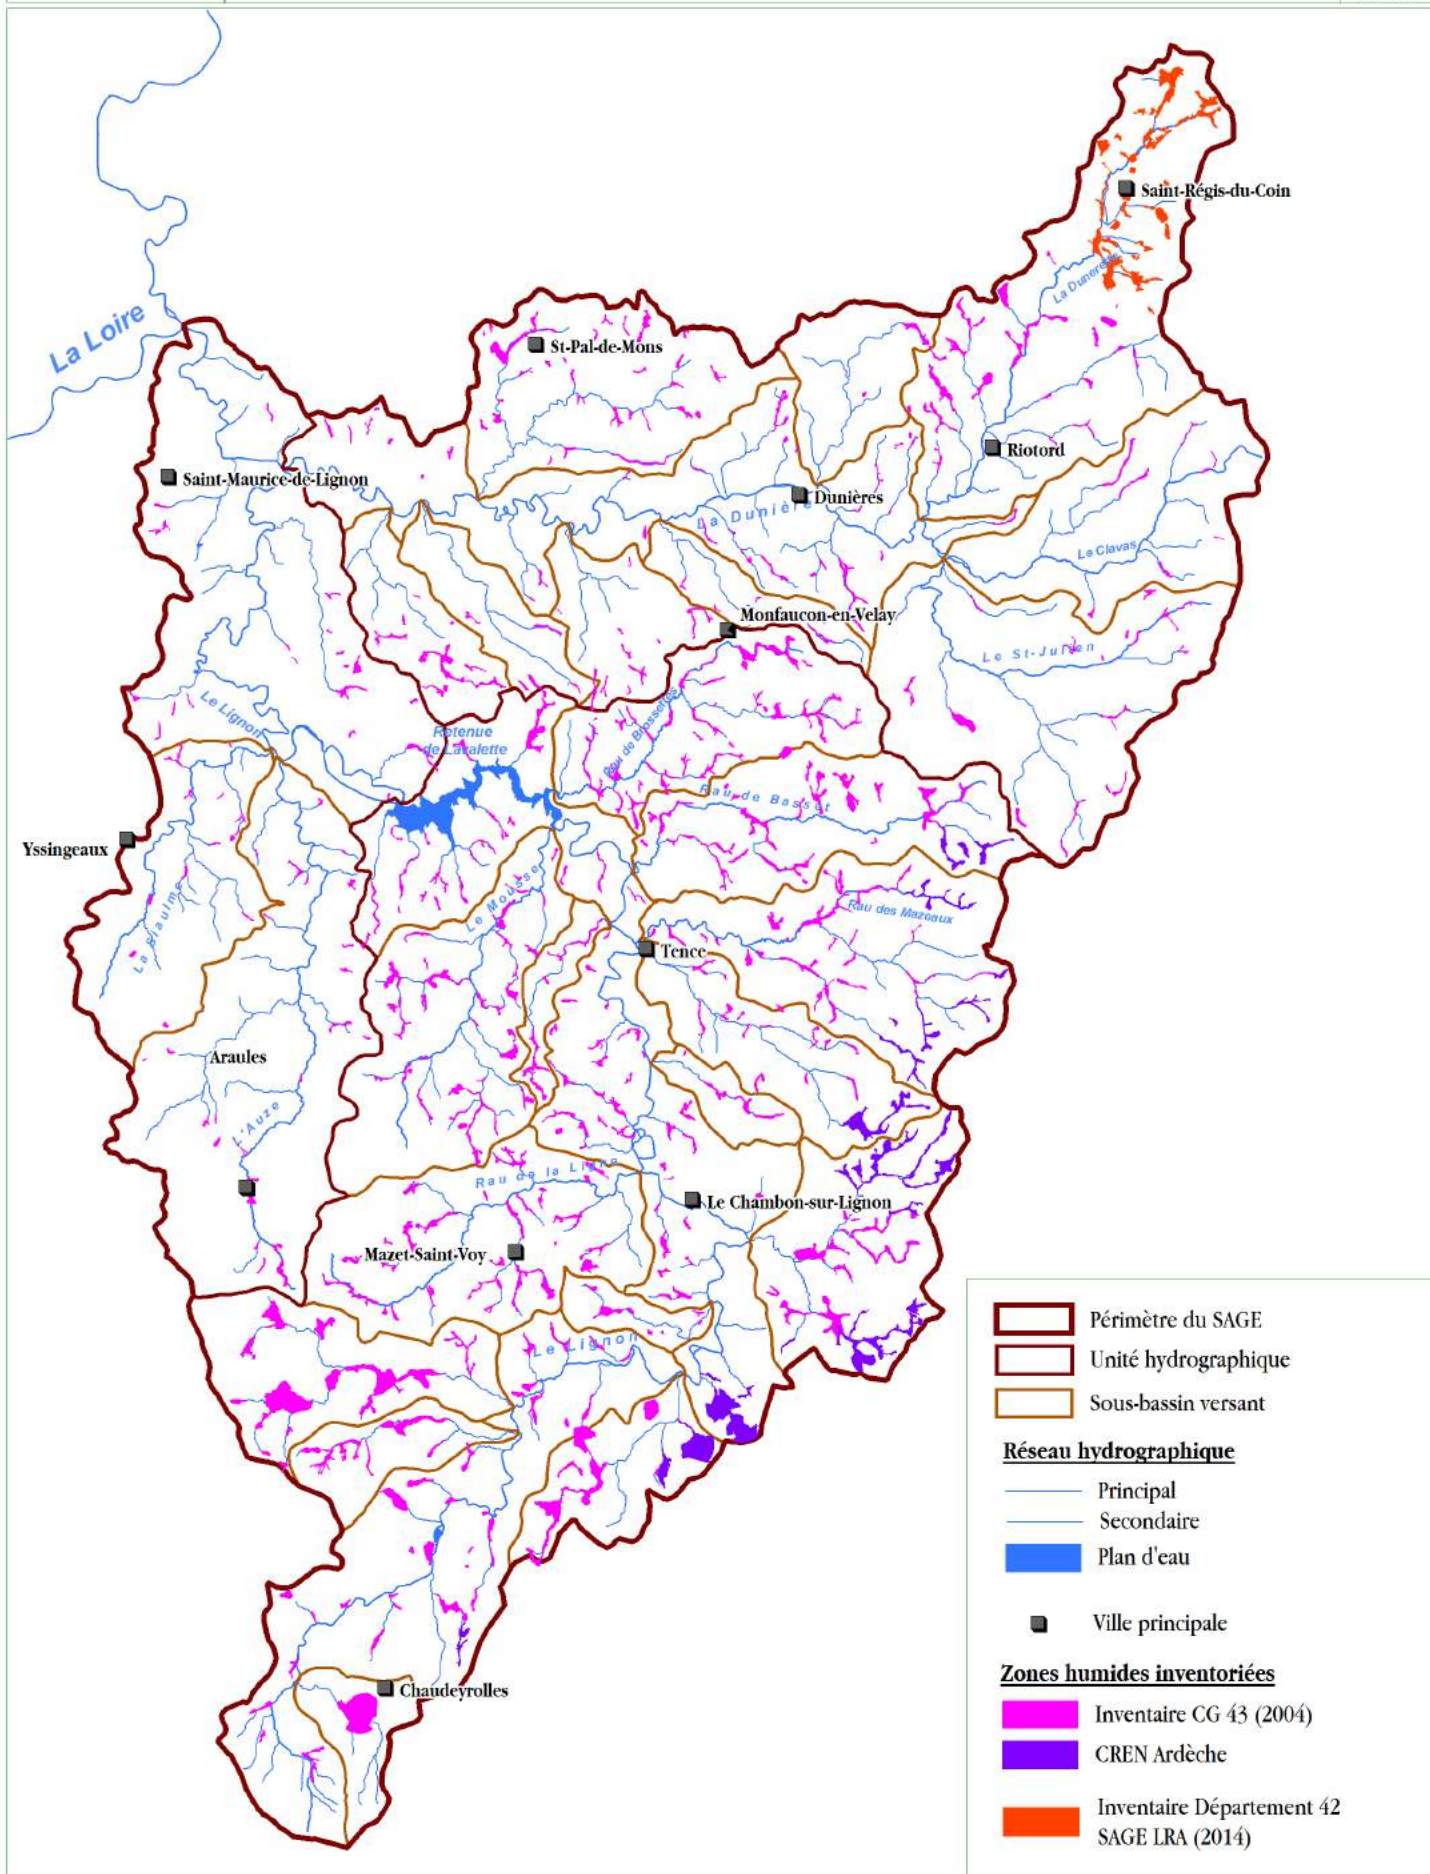 Saint-Régis-du-Coin
La Dunerette
La Loire
St-Pal-de-Mons
Riotord
Saint-Maurice-de-Lignon
Dunières
La Dunière
Le Clavas
Monfaucon-en-Velay
Le St-Julien
Le Lignon
Rau de Brossettes
Retenue
de Lavalette
Rau de Basset
Yssingeaux
La Siaulme
Le Mousse
Rau des Mazeaux
Tence
Araules
L'Auze
Rau de la Ligne
Le Chambon-sur-Lignon
Mazet-Saint-Voy
Le Lignon
Chaudeyrolles
Périmètre du SAGE
Unité hydrographique
Sous-bassin versant
Réseau hydrographique
Principal
Secondaire
Plan d'eau
Ville principale
Zones humides inventoriées
Inventaire CG 43 (2004)
CREN Ardèche
Inventaire Département 42
SAGE LRA (2014)